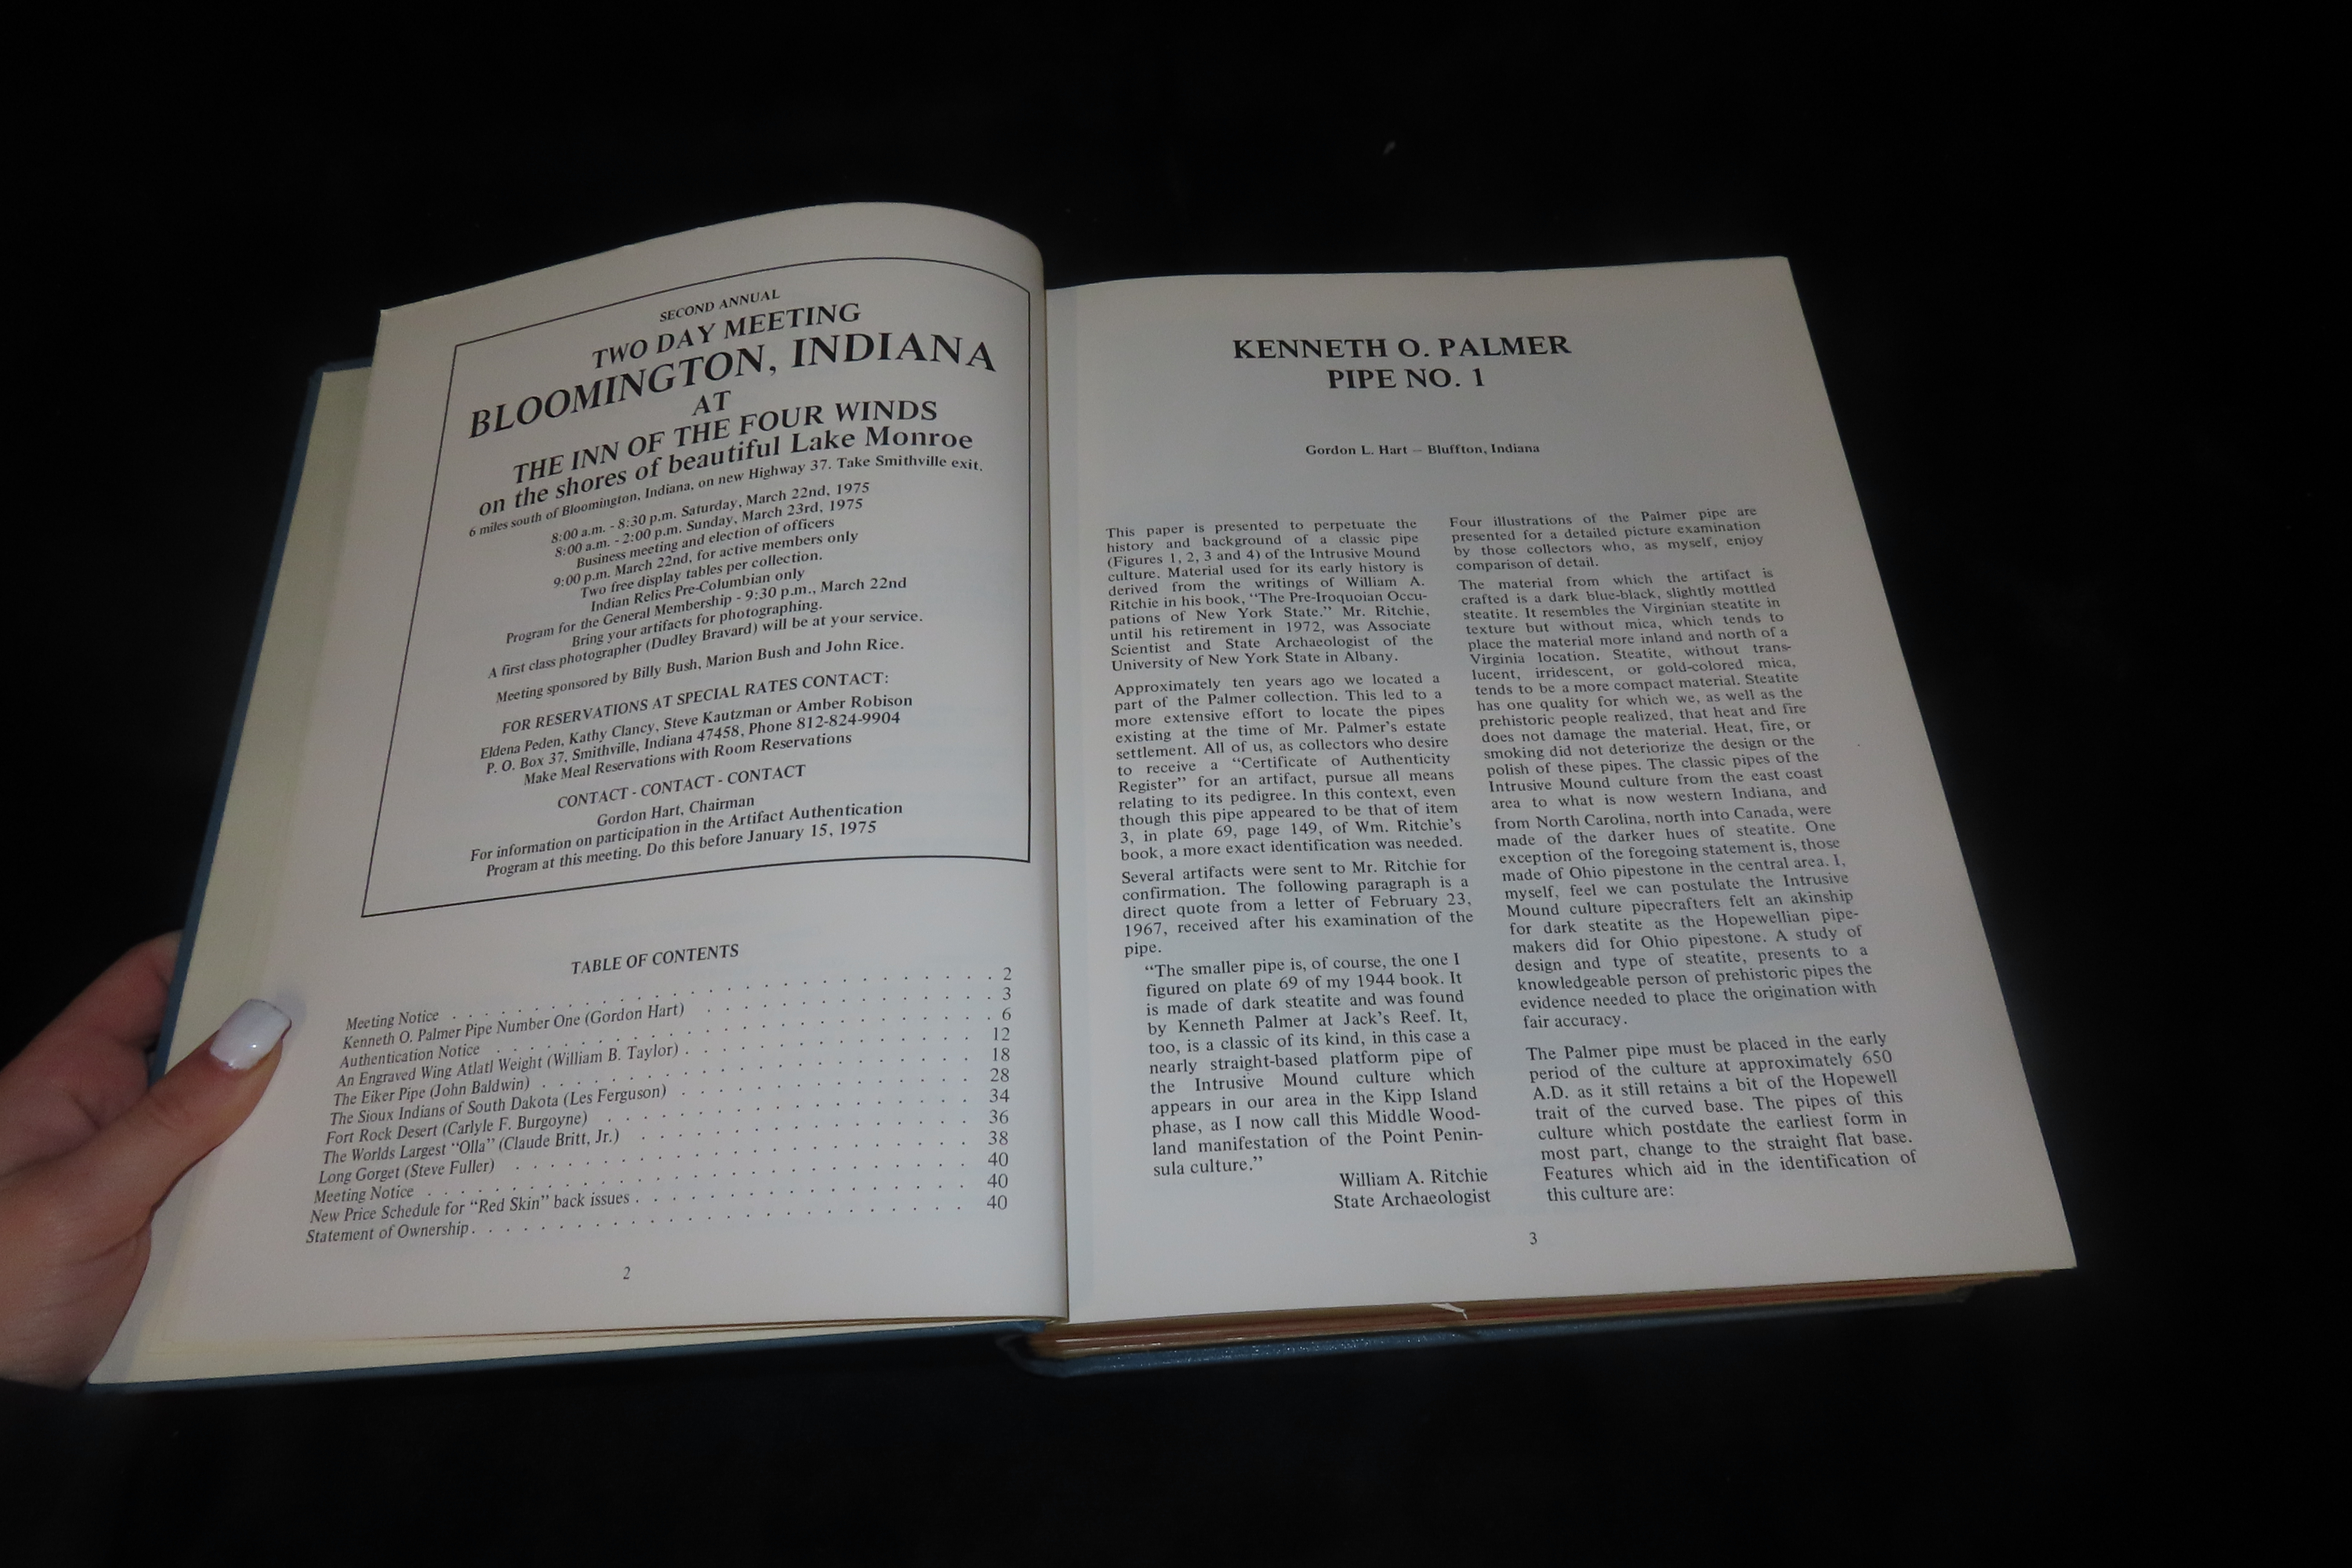 SECOND ANNUAL
TWO DAY MEETING
BLOOMINGTON, INDIANA
AT
THE INN OF THE FOUR WINDS
on the shores of beautiful Lake Monroe
6 miles south of Bloomington, Indiana, on new Highway 37. Take Smithville exit.
8:00 a.m. - 8:30 p.m. Saturday, March 22nd, 1975
8:00 a.m. - 2:00 p.m. Sunday, March 23rd, 1975
Business meeting and election of officers
9:00 p.m. March 22nd, for active members only
Two free display tables per collection.
Indian Relics Pre-Columbian only
Program for the General Membership - 9:30 p.m., March 22nd
Bring your artifacts for photographing.
A first class photographer (Dudley Bravard) will be at your service.
Meeting sponsored by Billy Bush, Marion Bush and John Rice.
FOR RESERVATIONS AT SPECIAL RATES CONTACT:
Eldena Peden, Kathy Clancy, Steve Kautzman or Amber Robison
P. O. Box 37, Smithville, Indiana 47458, Phone 812-824-9904
Make Meal Reservations with Room Reservations
CONTACT - CONTACT - CONTACT
Gordon Hart, Chairman
For information on participation in the Artifact Authentication
Program at this meeting. Do this before January 15, 1975
TABLE OF CONTENTS
Meeting Notice . . . . . . . . . . . . . . . . . . . . . . . . . . 2
Kenneth O. Palmer Pipe Number One (Gordon Hart) . . . . . . . . . . . . . . 3
Authentication Notice . . . . . . . . . . . . . . . . . . . . . . . . 6
An Engraved Wing Atlatl Weight (William B. Taylor) . . . . . . . . . . . . . . 12
The Eiker Pipe (John Baldwin) . . . . . . . . . . . . . . . . . . . . . 18
The Sioux Indians of South Dakota (Les Ferguson) . . . . . . . . . . . . . . 28
Fort Rock Desert (Carlyle F. Burgoyne) . . . . . . . . . . . . . . . . . . 34
The Worlds Largest "Olla" (Claude Britt, Jr.) . . . . . . . . . . . . . . . . 36
Long Gorget (Steve Fuller) . . . . . . . . . . . . . . . . . . . . . . 38
Meeting Notice . . . . . . . . . . . . . . . . . . . . . . . . . . 40
New Price Schedule for "Red Skin" back issues . . . . . . . . . . . . . . . . 40
Statement of Ownership . . . . . . . . . . . . . . . . . . . . . . . . 40
2
KENNETH O. PALMER
PIPE NO. 1
Gordon L. Hart — Bluffton, Indiana
This paper is presented to perpetuate the
history and background of a classic pipe
(Figures 1, 2, 3 and 4) of the Intrusive Mound
culture. Material used for its early history is
derived from the writings of William A.
Ritchie in his book, "The Pre-Iroquoian Occu-
pations of New York State." Mr. Ritchie,
until his retirement in 1972, was Associate
Scientist and State Archaeologist of the
University of New York State in Albany.
Approximately ten years ago we located a
part of the Palmer collection. This led to a
more extensive effort to locate the pipes
existing at the time of Mr. Palmer's estate
settlement. All of us, as collectors who desire
to receive a "Certificate of Authenticity
Register" for an artifact, pursue all means
relating to its pedigree. In this context, even
though this pipe appeared to be that of item
3, in plate 69, page 149, of Wm. Ritchie's
book, a more exact identification was needed.
Several artifacts were sent to Mr. Ritchie for
confirmation. The following paragraph is a
direct quote from a letter of February 23,
1967, received after his examination of the
pipe.
"The smaller pipe is, of course, the one I
figured on plate 69 of my 1944 book. It
is made of dark steatite and was found
by Kenneth Palmer at Jack's Reef. It,
too, is a classic of its kind, in this case a
nearly straight-based platform pipe of
the Intrusive Mound culture which
appears in our area in the Kipp Island
phase, as I now call this Middle Wood-
land manifestation of the Point Penin-
sula culture."
William A. Ritchie
State Archaeologist
Four illustrations of the Palmer pipe are
presented for a detailed picture examination
by those collectors who, as myself, enjoy
comparison of detail.
The material from which the artifact is
crafted is a dark blue-black, slightly mottled
steatite. It resembles the Virginian steatite in
texture but without mica, which tends to
place the material more inland and north of a
Virginia location. Steatite, without trans-
lucent, irridescent, or gold-colored mica,
tends to be a more compact material. Steatite
has one quality for which we, as well as the
prehistoric people realized, that heat and fire
does not damage the material. Heat, fire, or
smoking did not deteriorize the design or the
polish of these pipes. The classic pipes of the
Intrusive Mound culture from the east coast
area to what is now western Indiana, and
from North Carolina, north into Canada, were
made of the darker hues of steatite. One
exception of the foregoing statement is, those
made of Ohio pipestone in the central area. I,
myself, feel we can postulate the Intrusive
Mound culture pipecrafters felt an akinship
for dark steatite as the Hopewellian pipe-
makers did for Ohio pipestone. A study of
design and type of steatite, presents to a
knowledgeable person of prehistoric pipes the
evidence needed to place the origination with
fair accuracy.
The Palmer pipe must be placed in the early
period of the culture at approximately 650
A.D. as it still retains a bit of the Hopewell
trait of the curved base. The pipes of this
culture which postdate the earliest form in
most part, change to the straight flat base.
Features which aid in the identification of
this culture are:
3